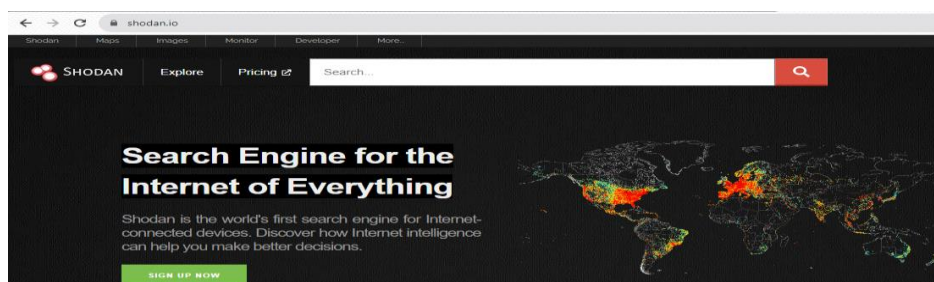 shodan.io
Shodan Maps Images Monitor Developer More...
SHODAN Explore Pricing Search...
Search Engine for the
Internet of Everything
Shodan is the world's first search engine for Internet-
connected devices. Discover how Internet intelligence
can help you make better decisions.
SIGN UP NOW